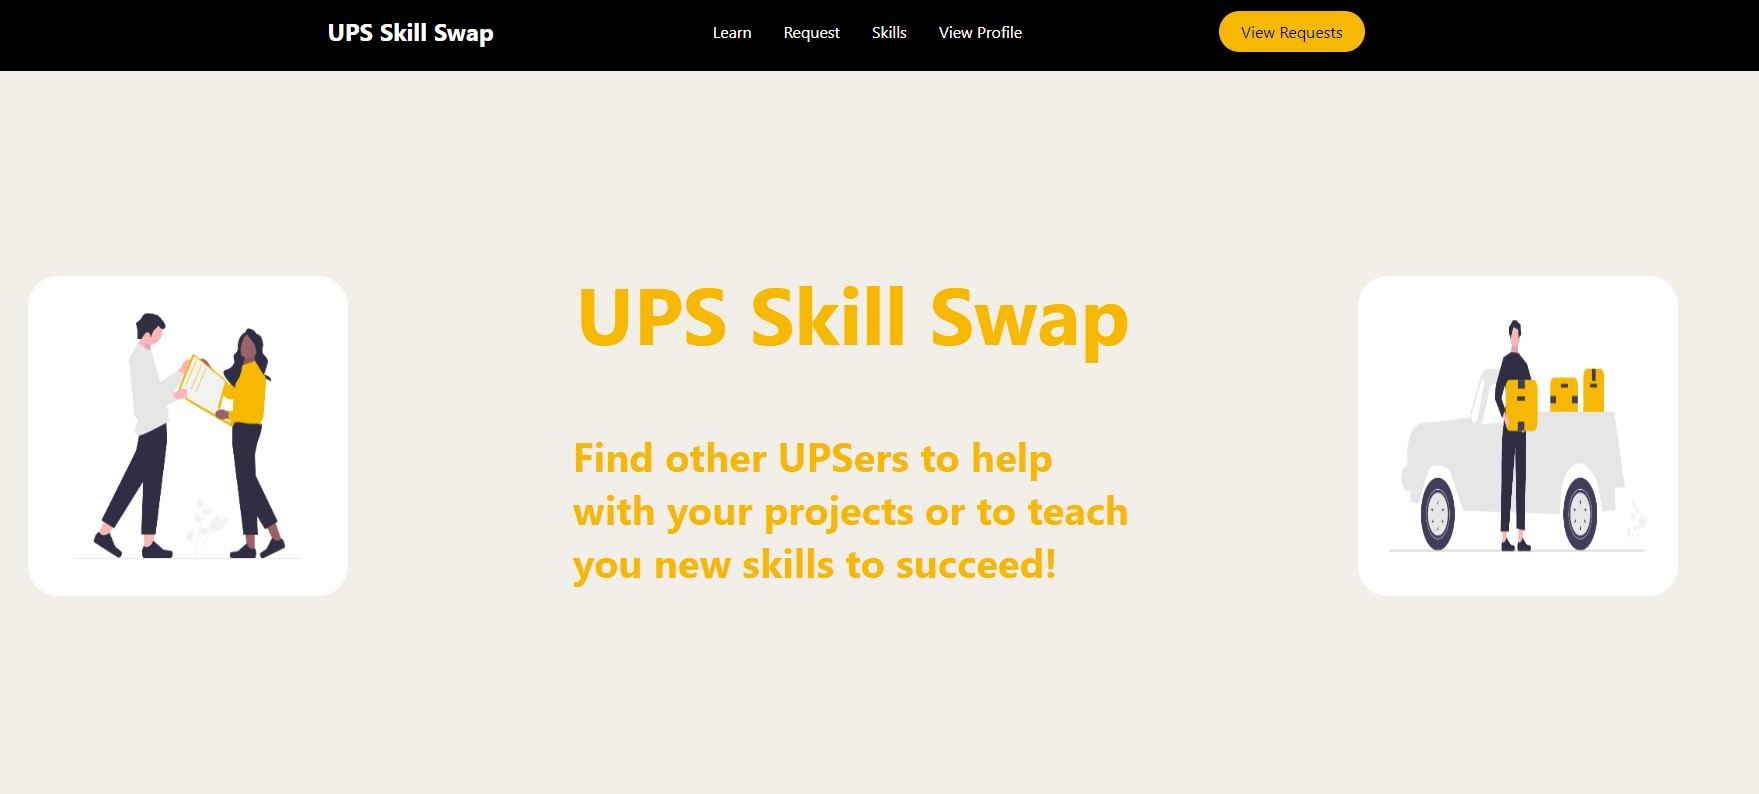 UPS Skill Swap
Learn Request Skills View Profile
View Requests
UPS Skill Swap
Find other UPSers to help
with your projects or to teach
you new skills to succeed!